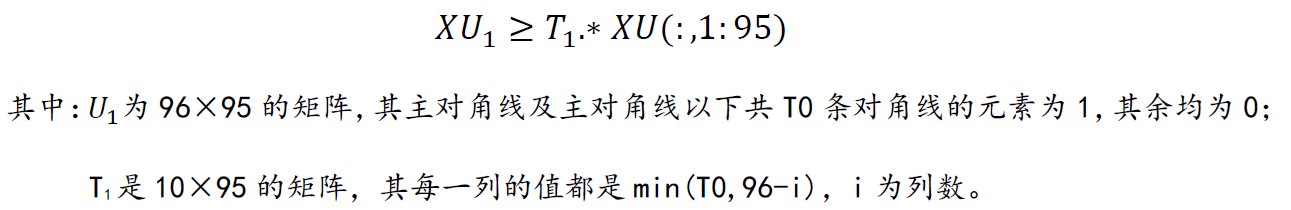 XU₁ ≥ T₁.* XU(:,1:95)
其中:U₁为 96×95 的矩阵,其主对角线及主对角线以下共 T0 条对角线的元素为 1,其余均为 0;
T₁是 10×95 的矩阵，其每一列的值都是 min(T0,96-i)，i 为列数。